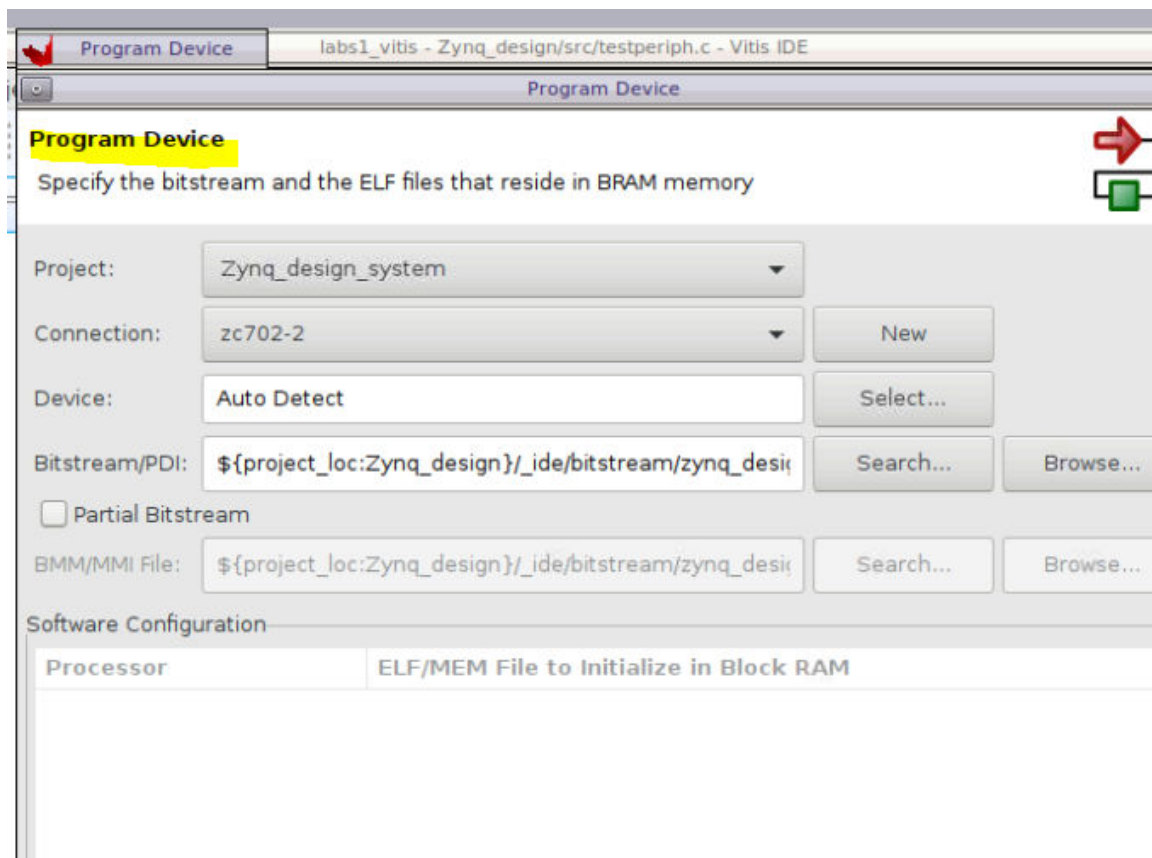 Program Device labs1_vitis - Zynq_design/src/testperiph.c - Vitis IDE
Program Device
Program Device
Specify the bitstream and the ELF files that reside in BRAM memory
Project: Zynq_design_system
Connection: zc702-2 New
Device: Auto Detect Select...
Bitstream/PDI: ${project_loc:Zynq_design}/_ide/bitstream/zynq_desig Search... Browse...
Partial Bitstream
BMM/MMI File: ${project_loc:Zynq_design}/_ide/bitstream/zynq_desig Search... Browse...
Software Configuration
Processor ELF/MEM File to Initialize in Block RAM